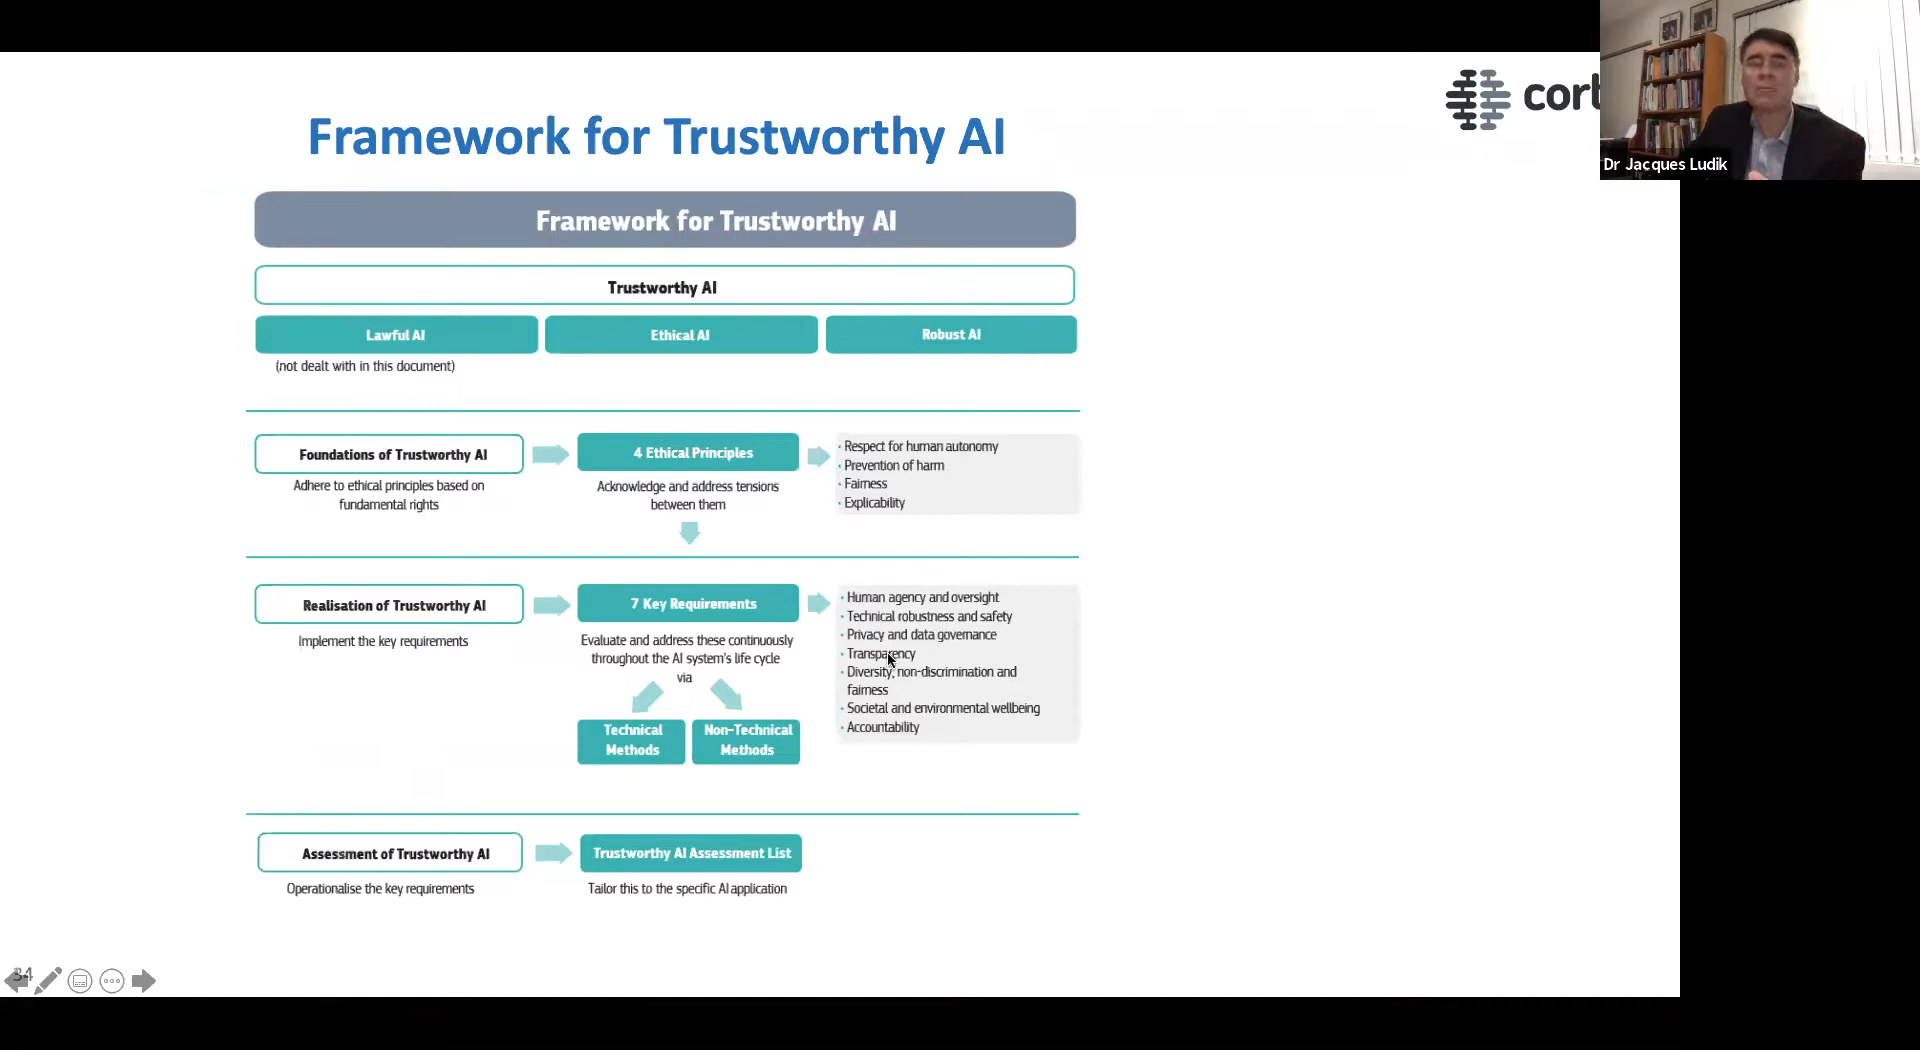 cort
Dr Jacques Ludik
Framework for Trustworthy AI
Framework for Trustworthy AI
Trustworthy AI
Lawful AI
Ethical AI
Robust AI
(not dealt with in this document)
Foundations of Trustworthy AI
Adhere to ethical principles based on
fundamental rights
4 Ethical Principles
Acknowledge and address tensions
between them
· Respect for human autonomy
· Prevention of harm
· Fairness
· Explicability
Realisation of Trustworthy AI
Implement the key requirements
7 Key Requirements
Evaluate and address these continuously
throughout the AI system's life cycle
via
Technical
Methods
Non-Technical
Methods
· Human agency and oversight
· Technical robustness and safety
· Privacy and data governance
· Transparency
· Diversity, non-discrimination and
fairness
· Societal and environmental wellbeing
· Accountability
Assessment of Trustworthy AI
Operationalise the key requirements
Trustworthy AI Assessment List
Tailor this to the specific AI application
34